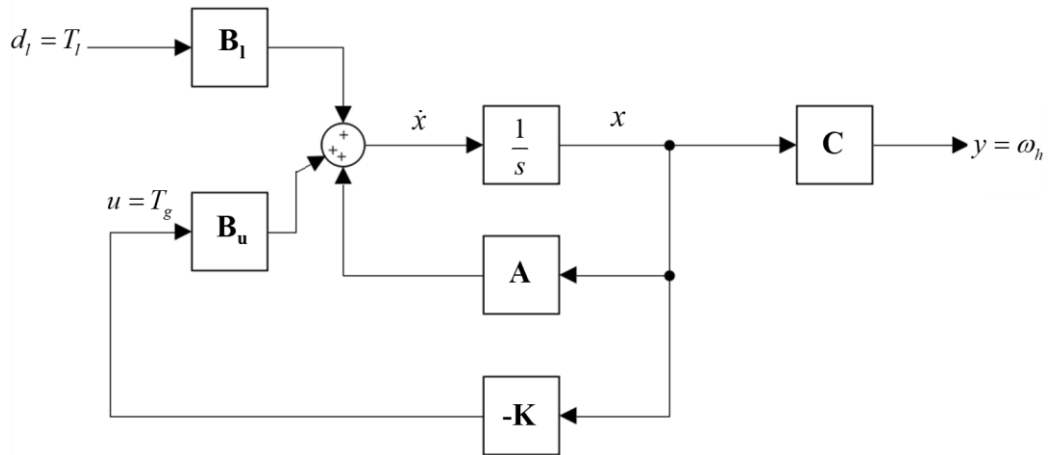 d_l = T_l
B_l
+
++
ẋ
1/s
x
C
y = ω_h
u = T_g
B_u
A
-K